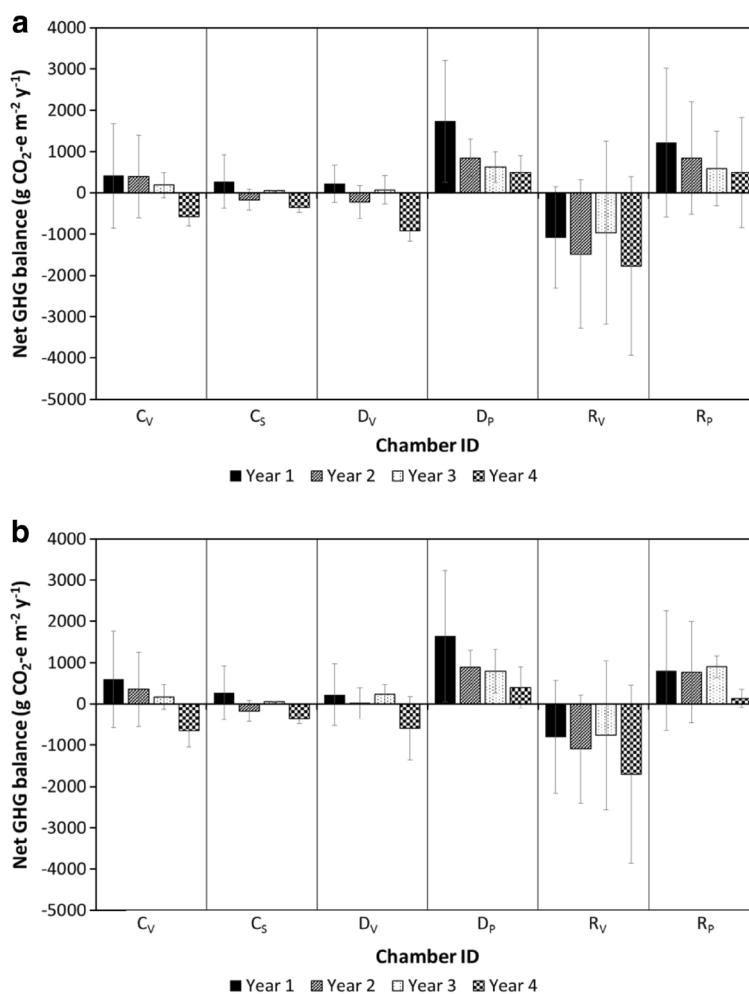 a
Net GHG balance (g CO₂-e m⁻² y⁻¹)
4000
3000
2000
1000
0
-1000
-2000
-3000
-4000
-5000
Cᵥ Cₛ Dᵥ Dₚ Rᵥ Rₚ
Chamber ID
Year 1 Year 2 Year 3 Year 4
b
Net GHG balance (g CO₂-e m⁻² y⁻¹)
4000
3000
2000
1000
0
-1000
-2000
-3000
-4000
-5000
Cᵥ Cₛ Dᵥ Dₚ Rᵥ Rₚ
Chamber ID
Year 1 Year 2 Year 3 Year 4